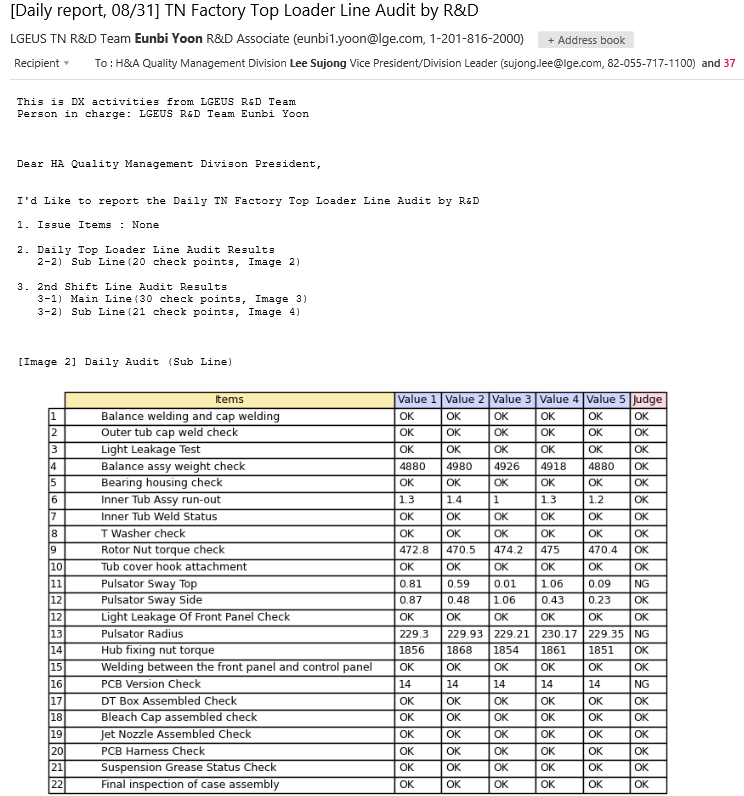 [Daily report, 08/31] TN Factory Top Loader Line Audit by R&D
LGEUS TN R&D Team Eunbi Yoon R&D Associate (eunbi1.yoon@lge.com, 1-201-816-2000) + Address book
Recipient ▾ To : H&A Quality Management Division Lee Sujong Vice President/Division Leader (sujong.lee@lge.com, 82-055-717-1100) and 37
This is DX activities from LGEUS R&D Team
Person in charge: LGEUS R&D Team Eunbi Yoon
Dear HA Quality Management Divison President,
I'd Like to report the Daily TN Factory Top Loader Line Audit by R&D
1. Issue Items : None
2. Daily Top Loader Line Audit Results
2-2) Sub Line(20 check points, Image 2)
3. 2nd Shift Line Audit Results
3-1) Main Line(30 check points, Image 3)
3-2) Sub Line(21 check points, Image 4)
[Image 2] Daily Audit (Sub Line)
Items Value 1 Value 2 Value 3 Value 4 Value 5 Judge
1 Balance welding and cap welding OK OK OK OK OK OK
2 Outer tub cap weld check OK OK OK OK OK OK
3 Light Leakage Test OK OK OK OK OK OK
4 Balance assy weight check 4880 4980 4926 4918 4880 OK
5 Bearing housing check OK OK OK OK OK OK
6 Inner Tub Assy run-out 1.3 1.4 1 1.3 1.2 OK
7 Inner Tub Weld Status OK OK OK OK OK OK
8 T Washer check OK OK OK OK OK OK
9 Rotor Nut torque check 472.8 470.5 474.2 475 470.4 OK
10 Tub cover hook attachment OK OK OK OK OK OK
11 Pulsator Sway Top 0.81 0.59 0.01 1.06 0.09 NG
12 Pulsator Sway Side 0.87 0.48 1.06 0.43 0.23 OK
12 Light Leakage Of Front Panel Check OK OK OK OK OK OK
13 Pulsator Radius 229.3 229.93 229.21 230.17 229.35 NG
14 Hub fixing nut torque 1856 1868 1854 1861 1851 OK
15 Welding between the front panel and control panel OK OK OK OK OK OK
16 PCB Version Check 14 14 14 14 14 NG
17 DT Box Assembled Check OK OK OK OK OK OK
18 Bleach Cap assembled check OK OK OK OK OK OK
19 Jet Nozzle Assembled Check OK OK OK OK OK OK
20 PCB Harness Check OK OK OK OK OK OK
21 Suspension Grease Status Check OK OK OK OK OK OK
22 Final inspection of case assembly OK OK OK OK OK OK